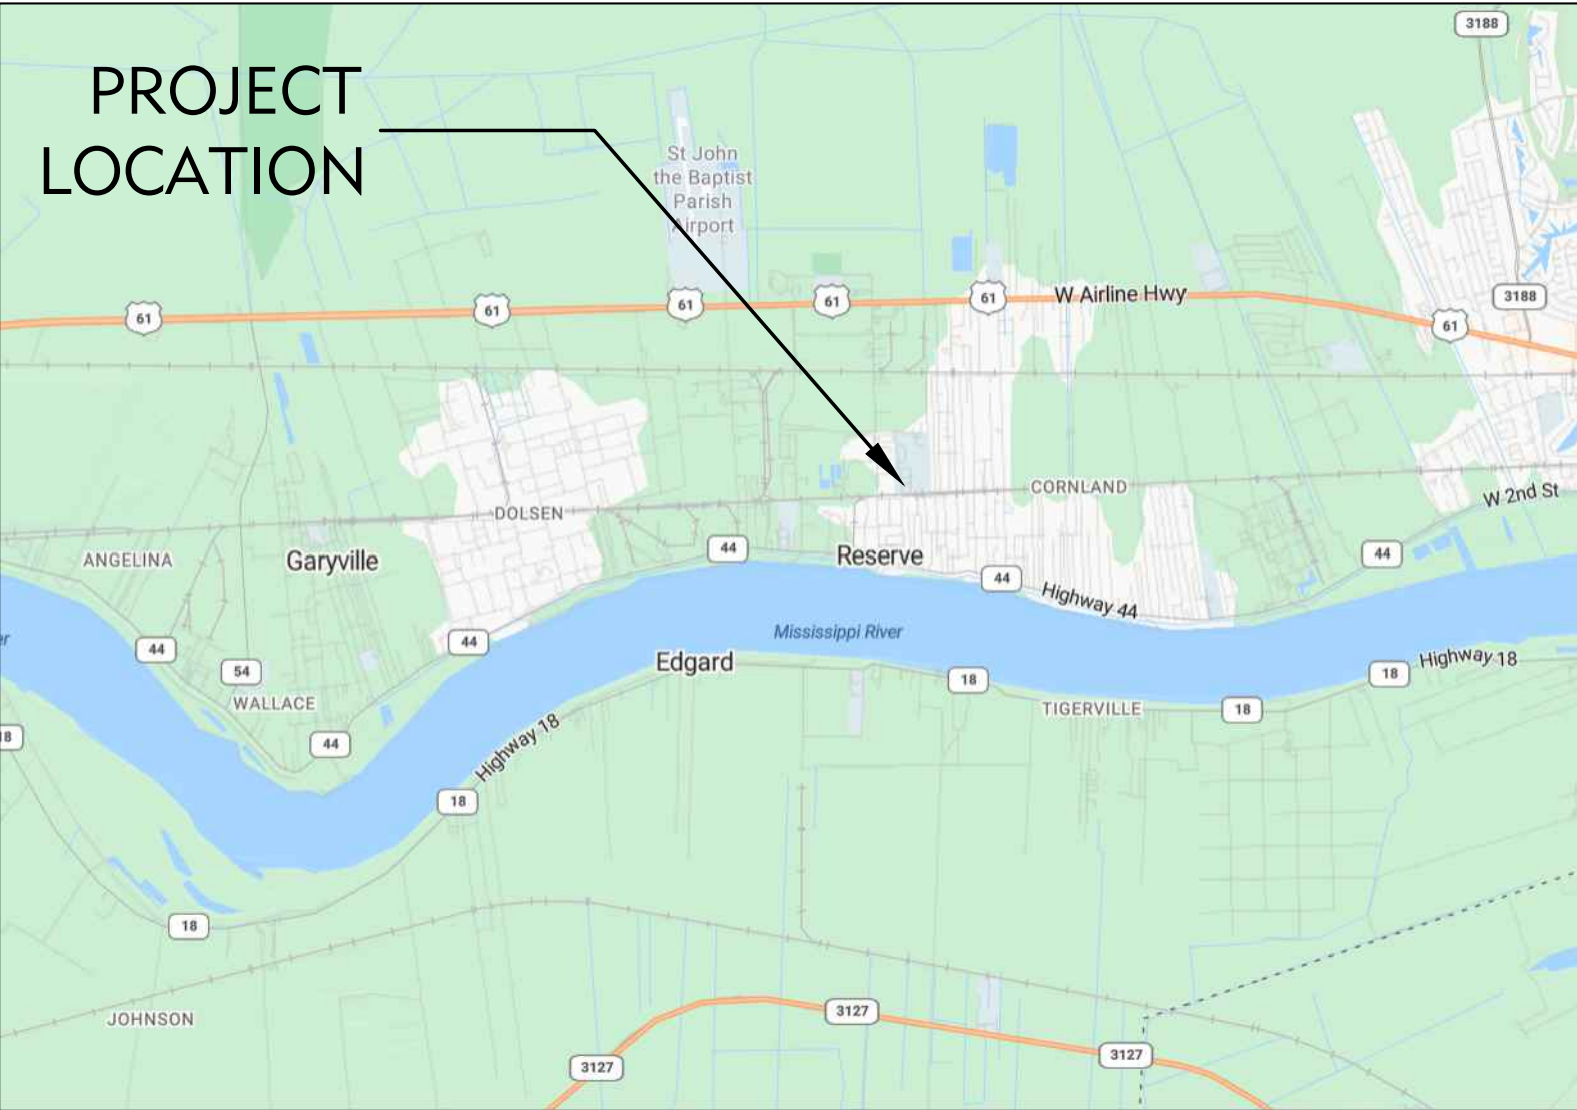 3188
PROJECT
LOCATION
St John
the Baptist
Parish
Airport
61
61
61
61
61
W Airline Hwy
3188
61
CORNLAND
W 2nd St
DOLSEN
ANGELINA
Garyville
44
Reserve
44
44
Highway 44
Mississippi River
44
44
54
Edgard
18
18
Highway 18
WALLACE
TIGERVILLE
18
44
Highway 18
18
18
JOHNSON
3127
3127
3127